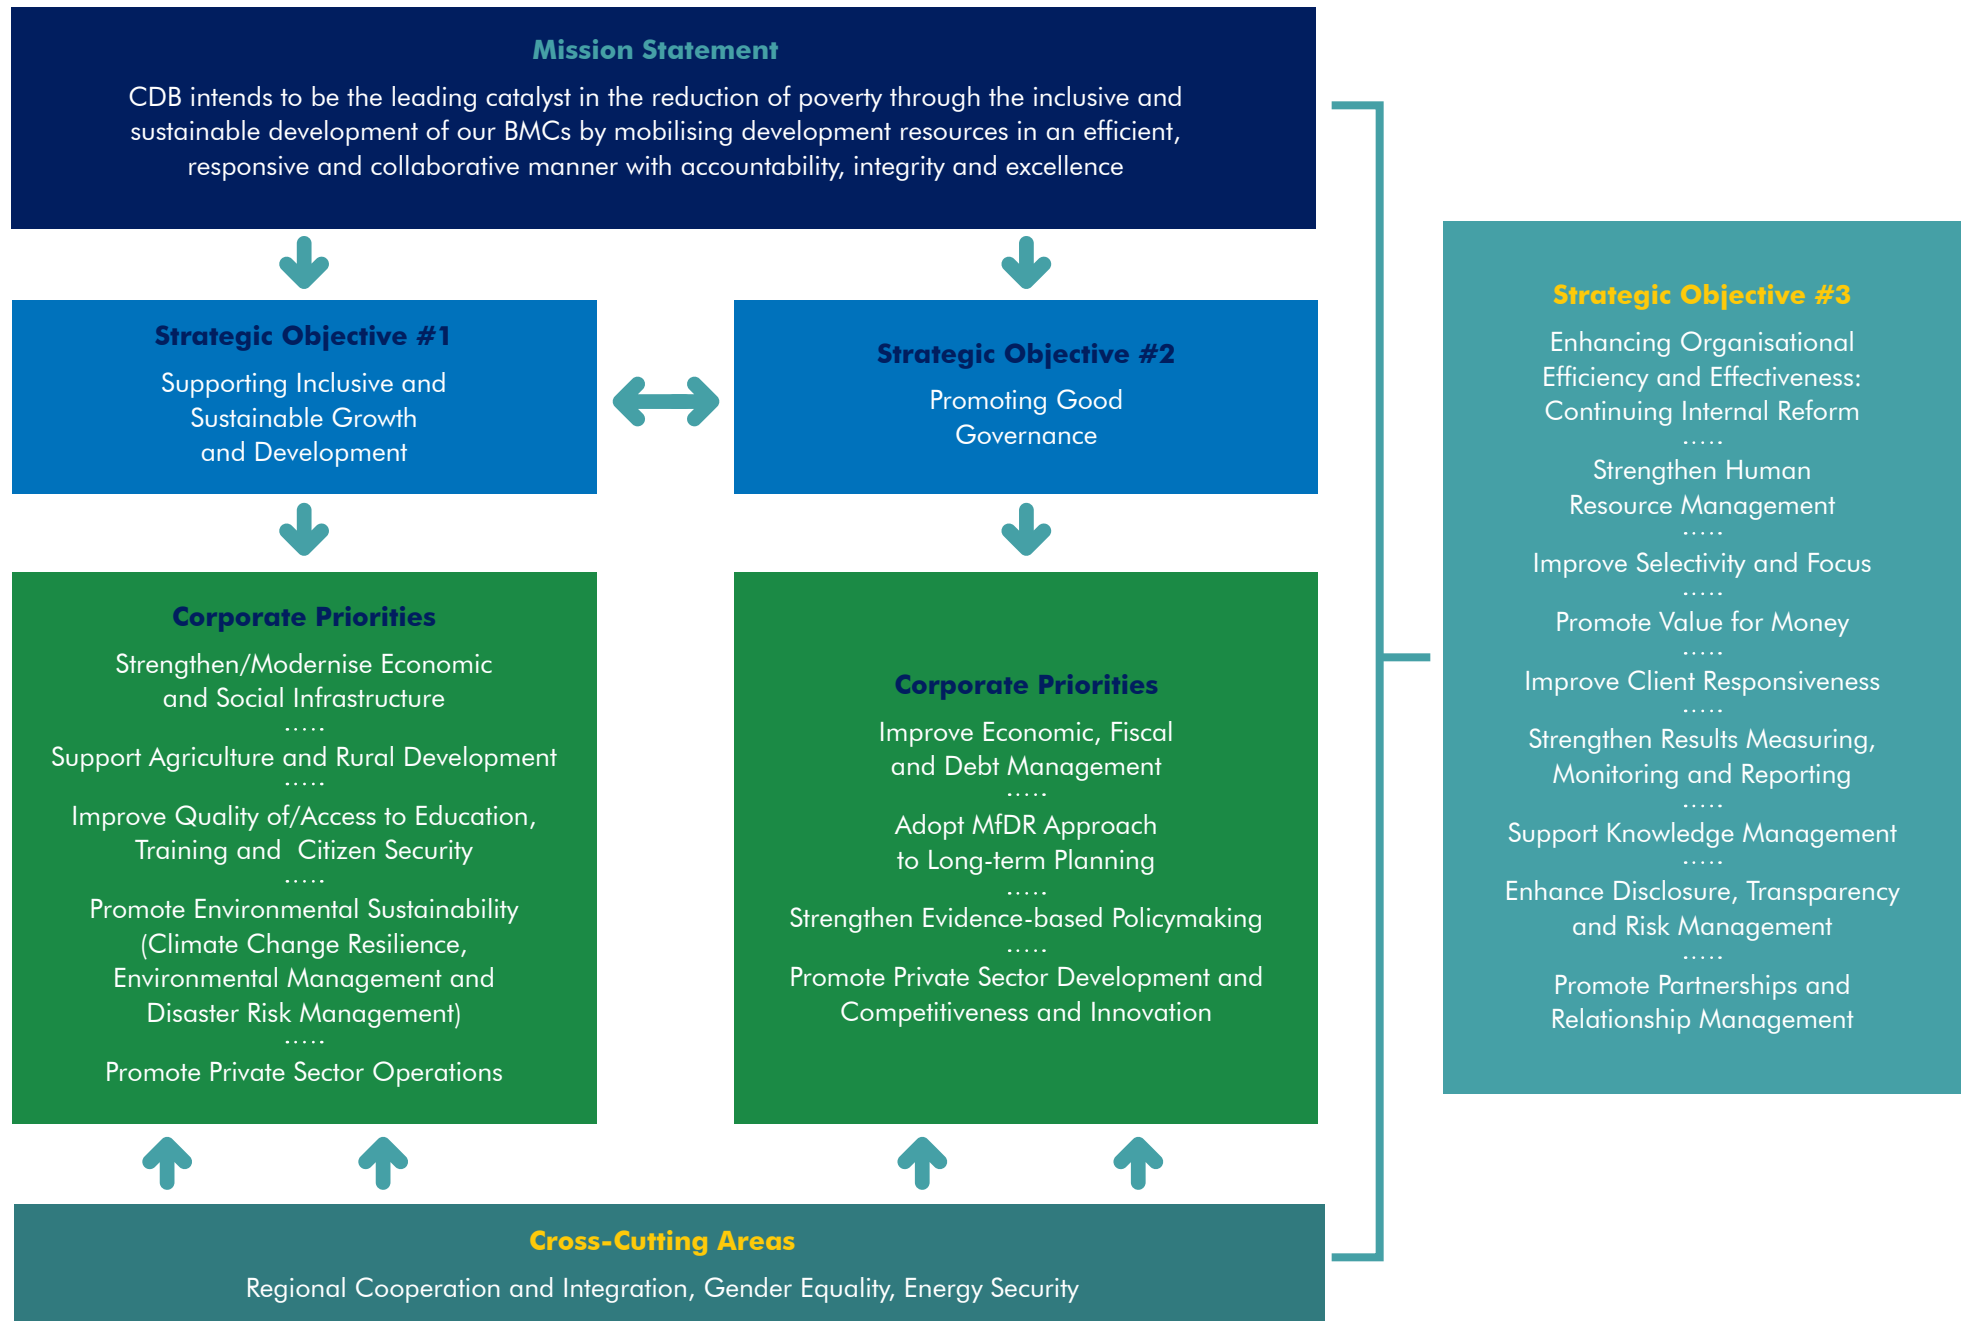 Mission Statement
CDB intends to be the leading catalyst in the reduction of poverty through the inclusive and
sustainable development of our BMCs by mobilising development resources in an efficient,
responsive and collaborative manner with accountability, integrity and excellence
Strategic Objective #1
Supporting Inclusive and
Sustainable Growth
and Development
Strategic Objective #2
Promoting Good
Governance
Corporate Priorities
Strengthen/Modernise Economic
and Social Infrastructure
.....
Support Agriculture and Rural Development
.....
Improve Quality of/Access to Education,
Training and  Citizen Security
.....
Promote Environmental Sustainability
(Climate Change Resilience,
Environmental Management and
Disaster Risk Management)
.....
Promote Private Sector Operations
Corporate Priorities
Improve Economic, Fiscal
and Debt Management
.....
Adopt MfDR Approach
to Long-term Planning
.....
Strengthen Evidence-based Policymaking
.....
Promote Private Sector Development and
Competitiveness and Innovation
Cross-Cutting Areas
Regional Cooperation and Integration, Gender Equality, Energy Security
Strategic Objective #3
Enhancing Organisational
Efficiency and Effectiveness:
Continuing Internal Reform
.....
Strengthen Human
Resource Management
.....
Improve Selectivity and Focus
.....
Promote Value for Money
.....
Improve Client Responsiveness
.....
Strengthen Results Measuring,
Monitoring and Reporting
.....
Support Knowledge Management
.....
Enhance Disclosure, Transparency
and Risk Management
.....
Promote Partnerships and
Relationship Management